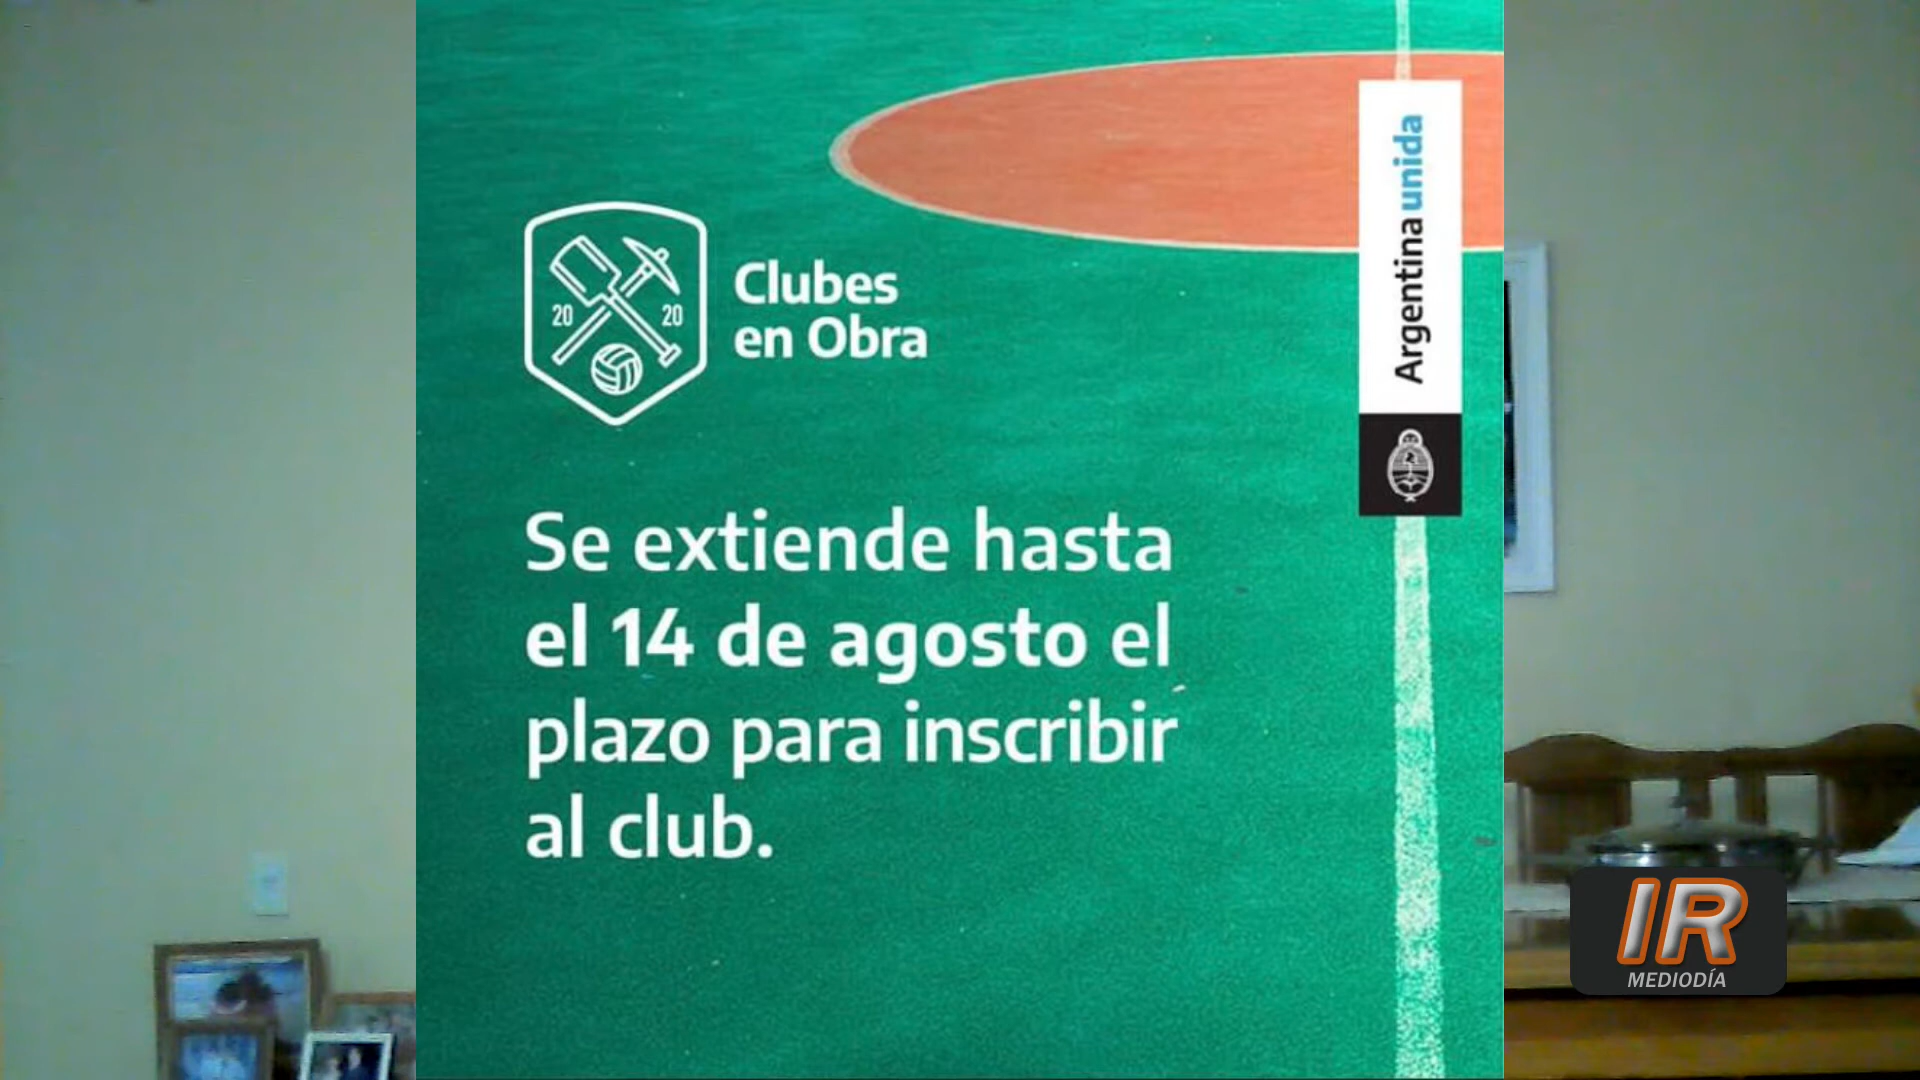 Clubes
en Obra
20
20
Argentina unida
Se extiende hasta
el 14 de agosto el
plazo para inscribir
al club.
IR
MEDIODÍA